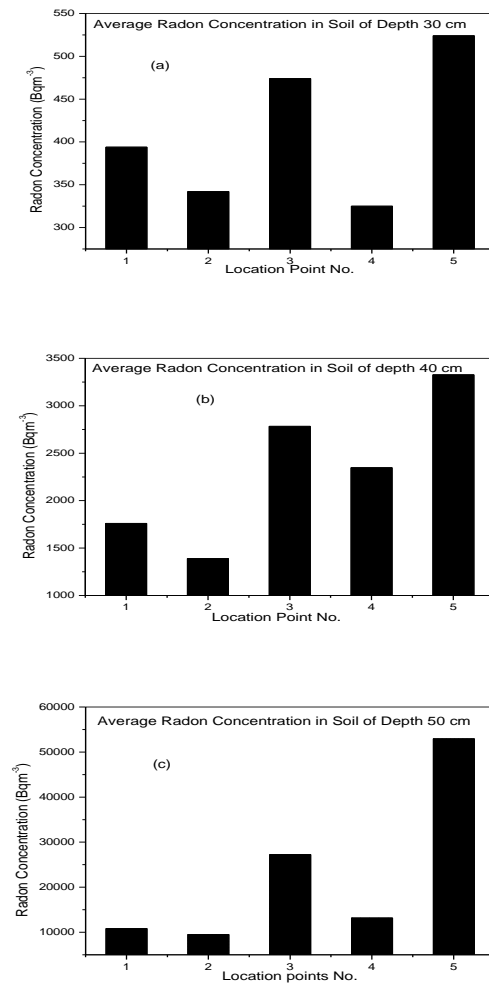 Average Radon Concentration in Soil of Depth 30 cm
(a)
Radon Concentration (Bqm⁻³)
550
475
400
350
300
1 2 3 4 5
Location Point No.
Average Radon Concentration in Soil of depth 40 cm
(b)
Radon Concentration (Bqm⁻³)
3500
3000
2500
2000
1500
1000
1 2 3 4 5
Location Point No.
Average Radon Concentration in Soil of Depth 50 cm
(c)
Radon Concentration (Bqm⁻³)
60000
50000
40000
30000
20000
10000
1 2 3 4 5
Location points No.